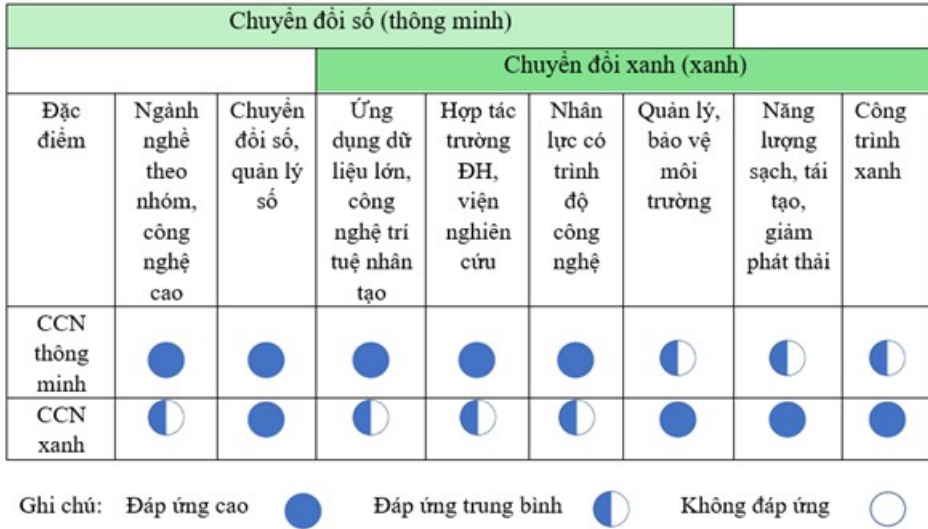 Chuyển đổi số (thông minh)
Chuyển đổi xanh (xanh)
Đặc
điểm
Ngành
nghề
theo
nhóm,
công
nghệ
cao
Chuyển
đổi số,
quản lý
số
Ứng
dụng dữ
liệu lớn,
công
nghệ trí
tuệ nhân
tạo
Hợp tác
trường
ĐH,
viện
nghiên
cứu
Nhân
lực có
trình
độ
công
nghệ
Quản lý,
bảo vệ
môi
trường
Năng
lượng
sạch, tái
tạo,
giảm
phát thải
Công
trình
xanh
CCN
thông
minh
CCN
xanh
Ghi chú: Đáp ứng cao Đáp ứng trung bình Không đáp ứng